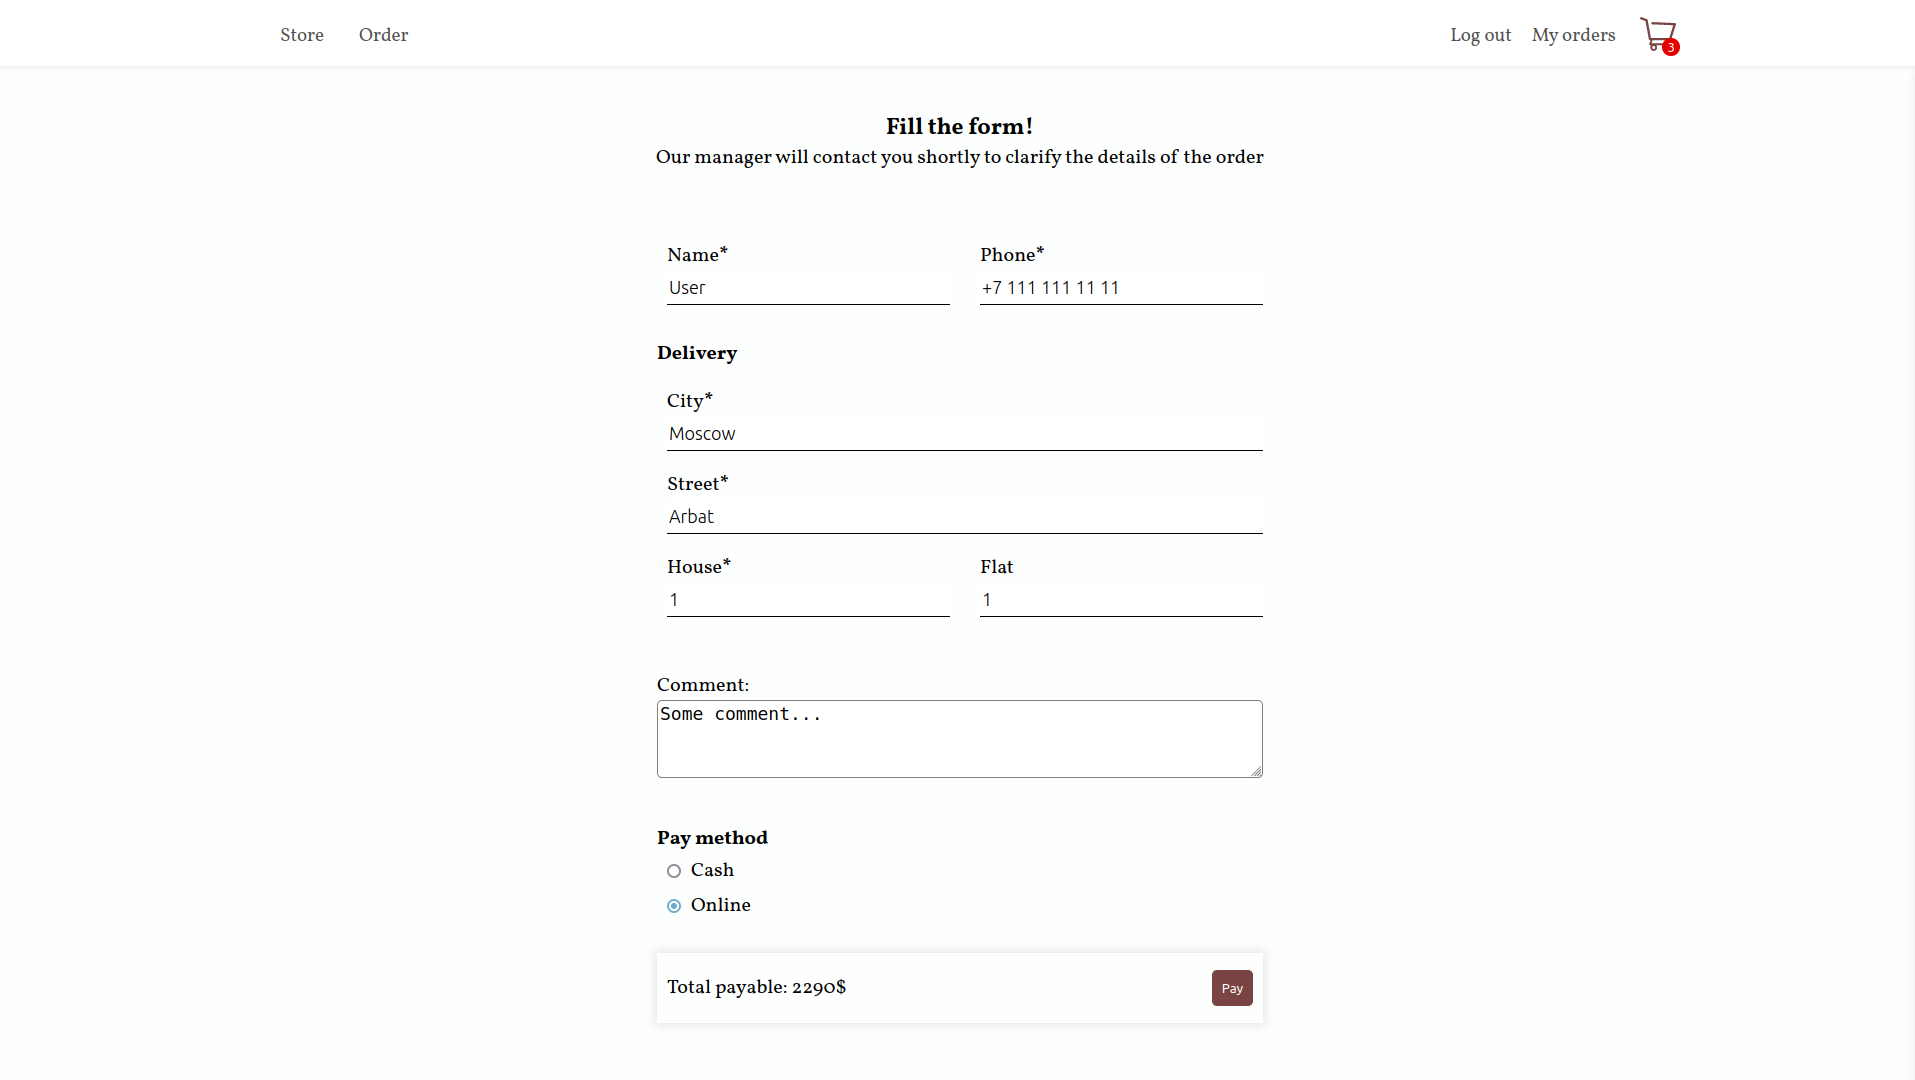 Store Order Log out My orders 3
Fill the form!
Our manager will contact you shortly to clarify the details of the order
Name* Phone*
User +7 111 111 11 11
Delivery
City*
Moscow
Street*
Arbat
House* Flat
1 1
Comment:
Some comment...
Pay method
Cash
Online
Total payable: 2290$ Pay